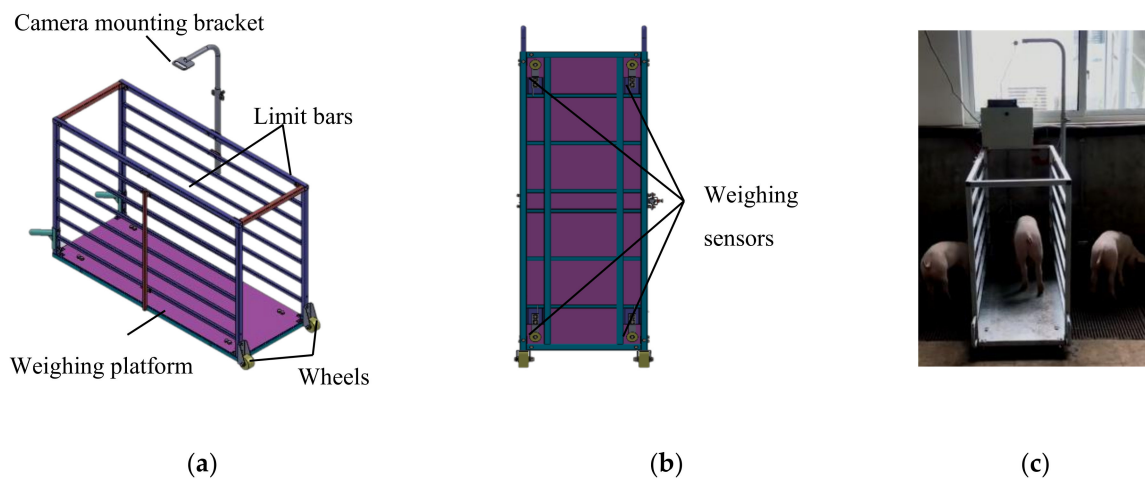 Camera mounting bracket
Limit bars
Weighing platform
Wheels
Weighing
sensors
(a)
(b)
(c)